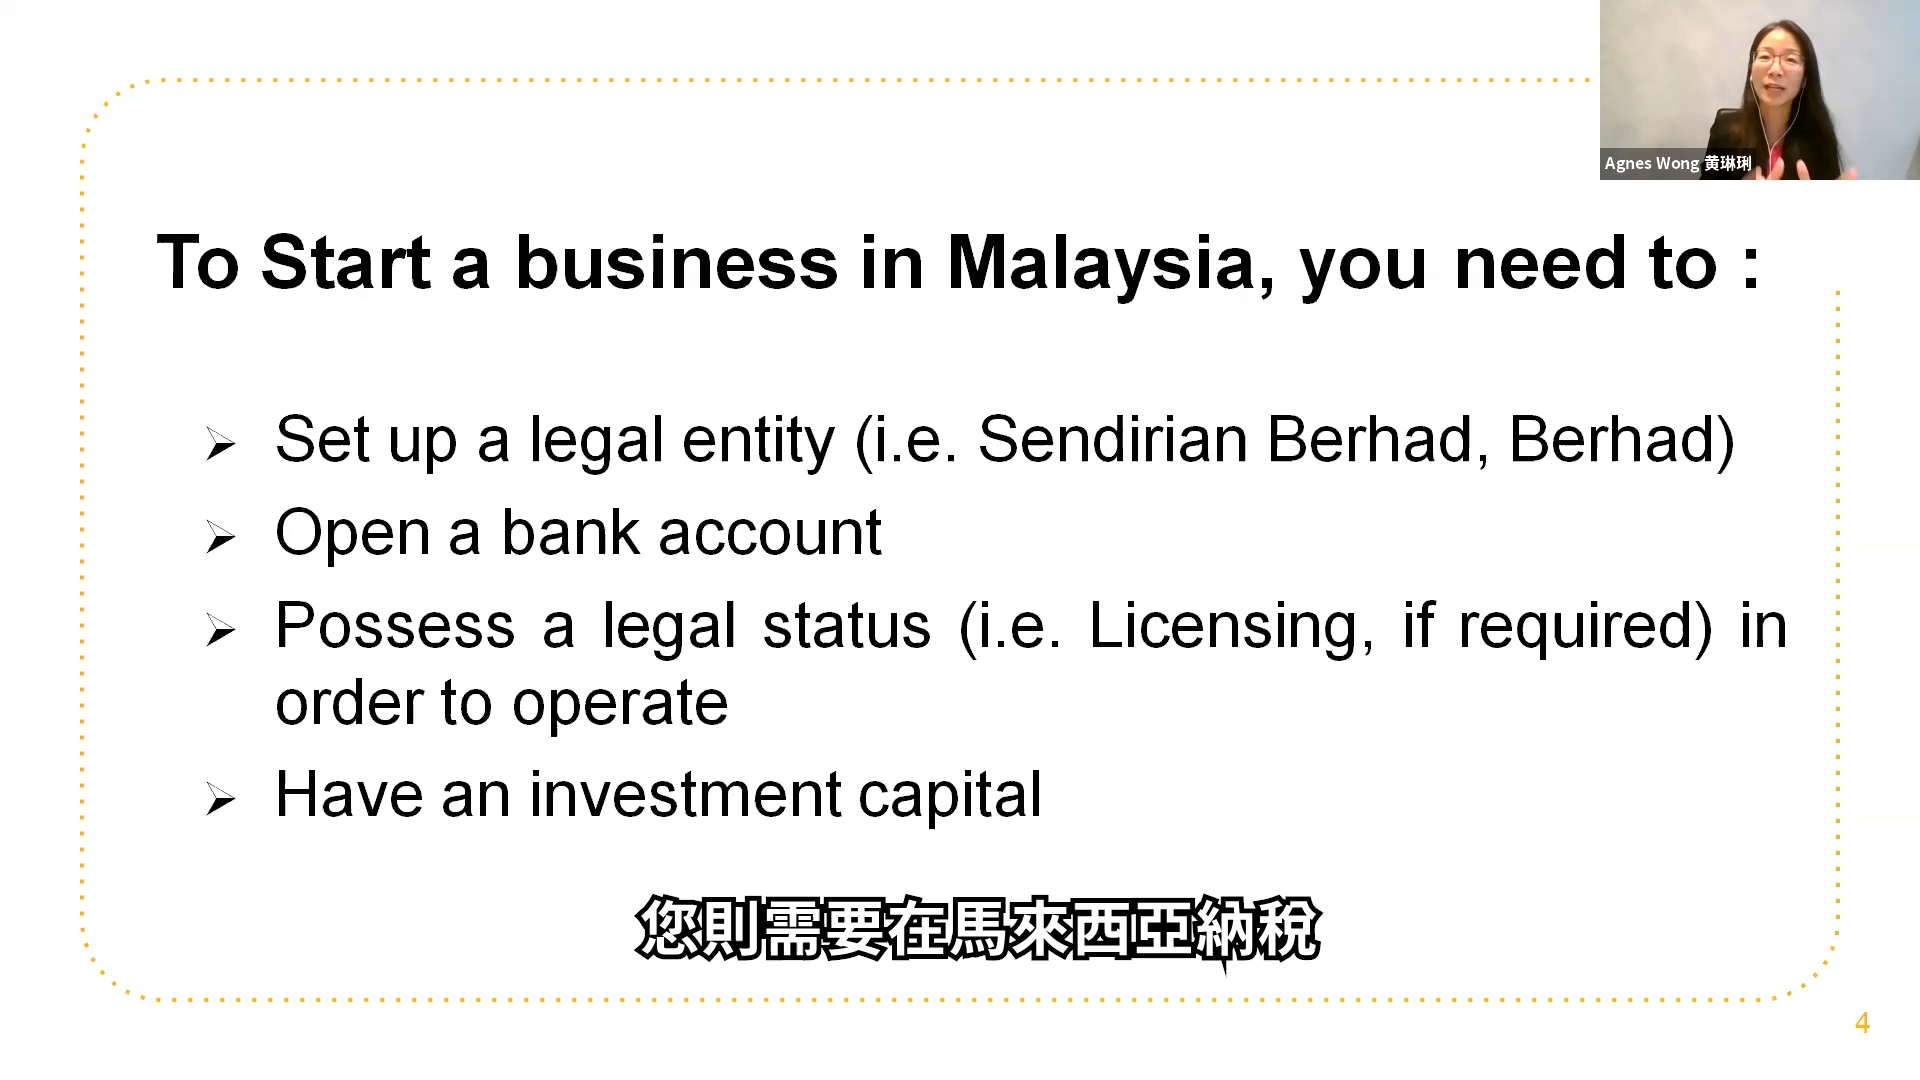 Agnes Wong 黄琳琍
To Start a business in Malaysia, you need to :
➢ Set up a legal entity (i.e. Sendirian Berhad, Berhad)
➢ Open a bank account
➢ Possess a legal status (i.e. Licensing, if required) in
order to operate
➢ Have an investment capital
您則需要在馬來西亞納稅
4